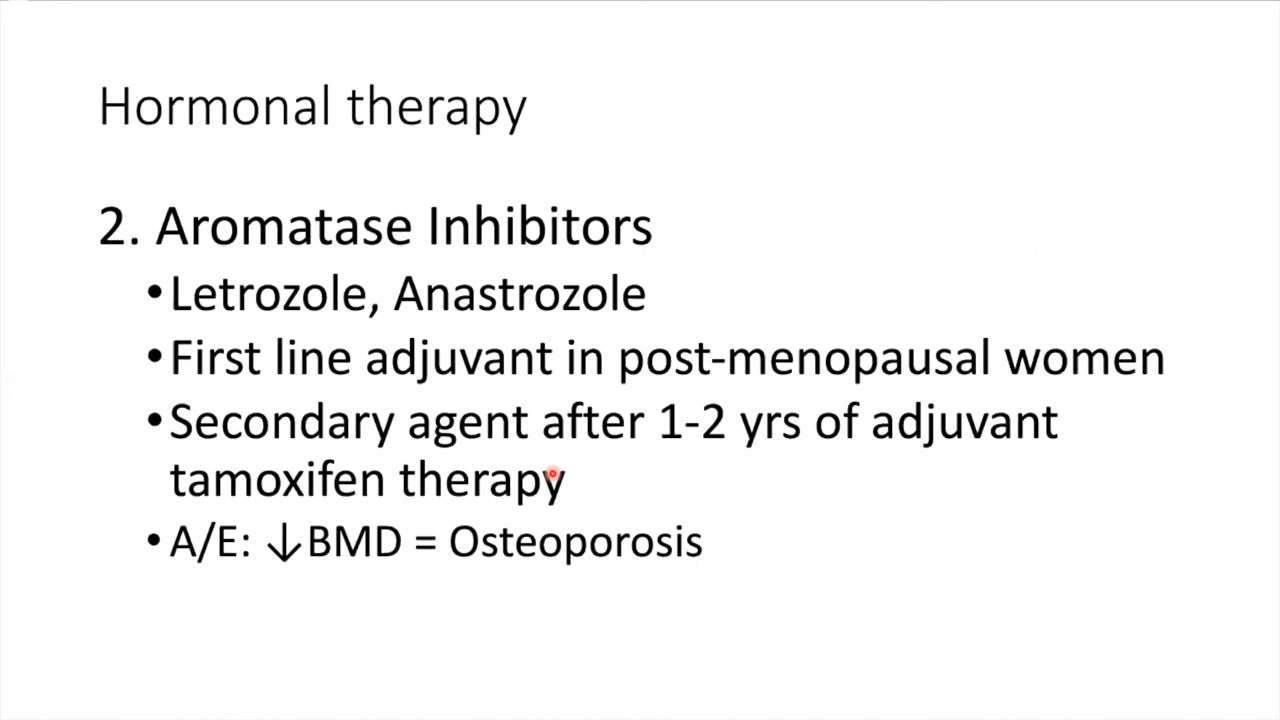 Hormonal therapy
2. Aromatase Inhibitors
•Letrozole, Anastrozole
•First line adjuvant in post-menopausal women
•Secondary agent after 1-2 yrs of adjuvant
tamoxifen therapy
•A/E: ↓BMD = Osteoporosis